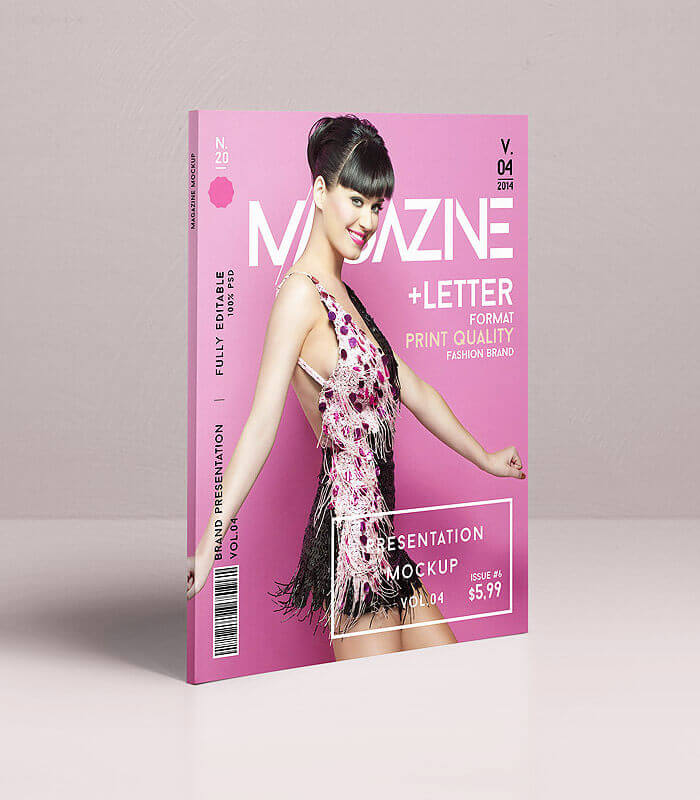 MAGAZINE MOCKUP
N.
20
V.
04
2014
MAGAZINE
+LETTER
FORMAT
PRINT QUALITY
FASHION BRAND
FULLY EDITABLE
100% PSD
BRAND PRESENTATION |
VOL.04
PRESENTATION
MOCKUP
VOL.04
ISSUE #6
$5,99